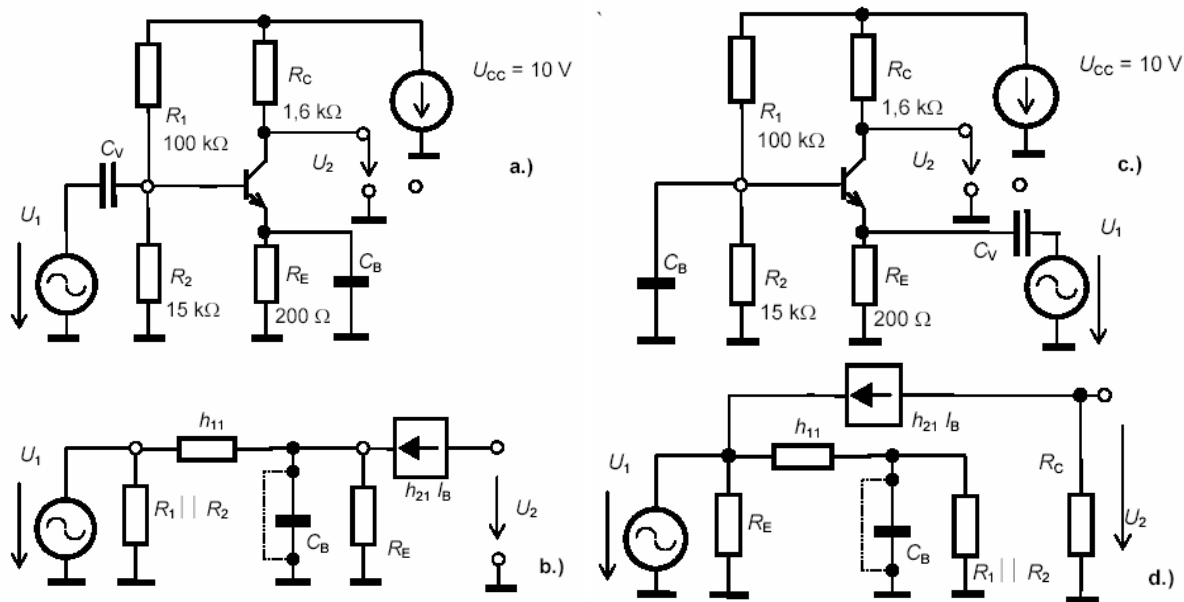 R1
100 kΩ
RC
1,6 kΩ
UCC = 10 V
CV
U2
a.)
U1
R2
15 kΩ
RE
200 Ω
CB
R1
100 kΩ
RC
1,6 kΩ
UCC = 10 V
U2
c.)
CV
U1
CB
R2
15 kΩ
RE
200 Ω
U1
h11
R1 || R2
CB
RE
h21 IB
U2
b.)
h21 IB
U1
h11
RE
CB
R1 || R2
RC
U2
d.)